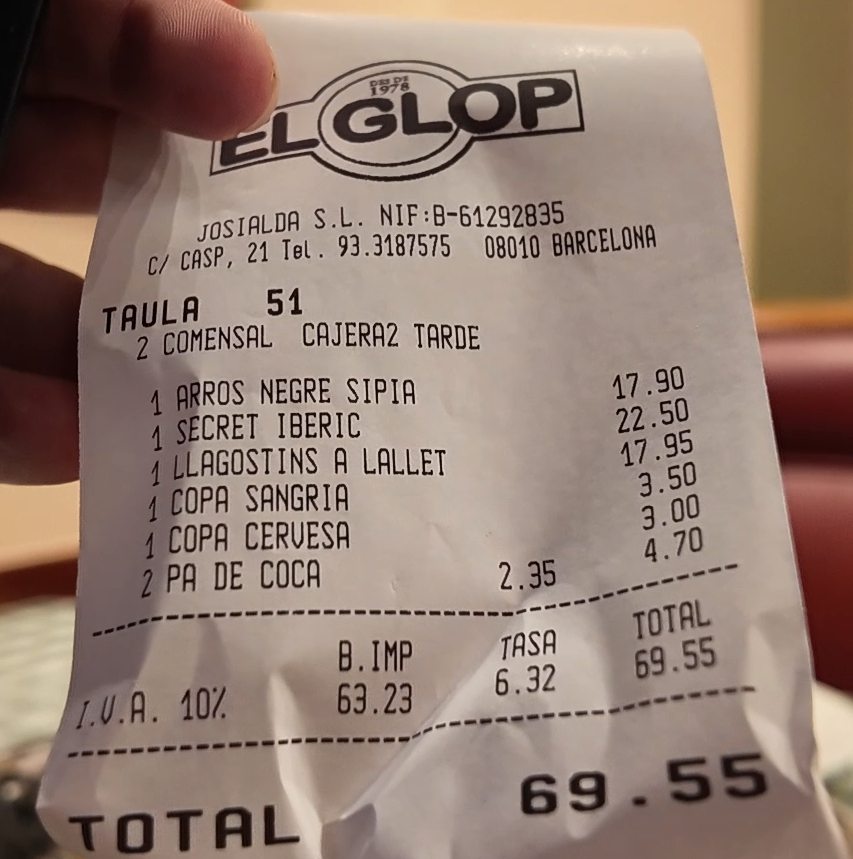 DESDE
1978
EL GLOP
JOSIALDA S.L. NIF:B-61292835
C/ CASP, 21 Tel. 93.3187575 08010 BARCELONA
TAULA 51
2 COMENSAL CAJERA2 TARDE
1 ARROS NEGRE SIPIA 17.90
1 SECRET IBERIC 22.50
1 LLAGOSTINS A LALLET 17.95
1 COPA SANGRIA 3.50
1 COPA CERVESA 3.00
2 PA DE COCA 2.35 4.70
B.IMP TASA TOTAL
I.V.A. 10% 63.23 6.32 69.55
TOTAL 69.55